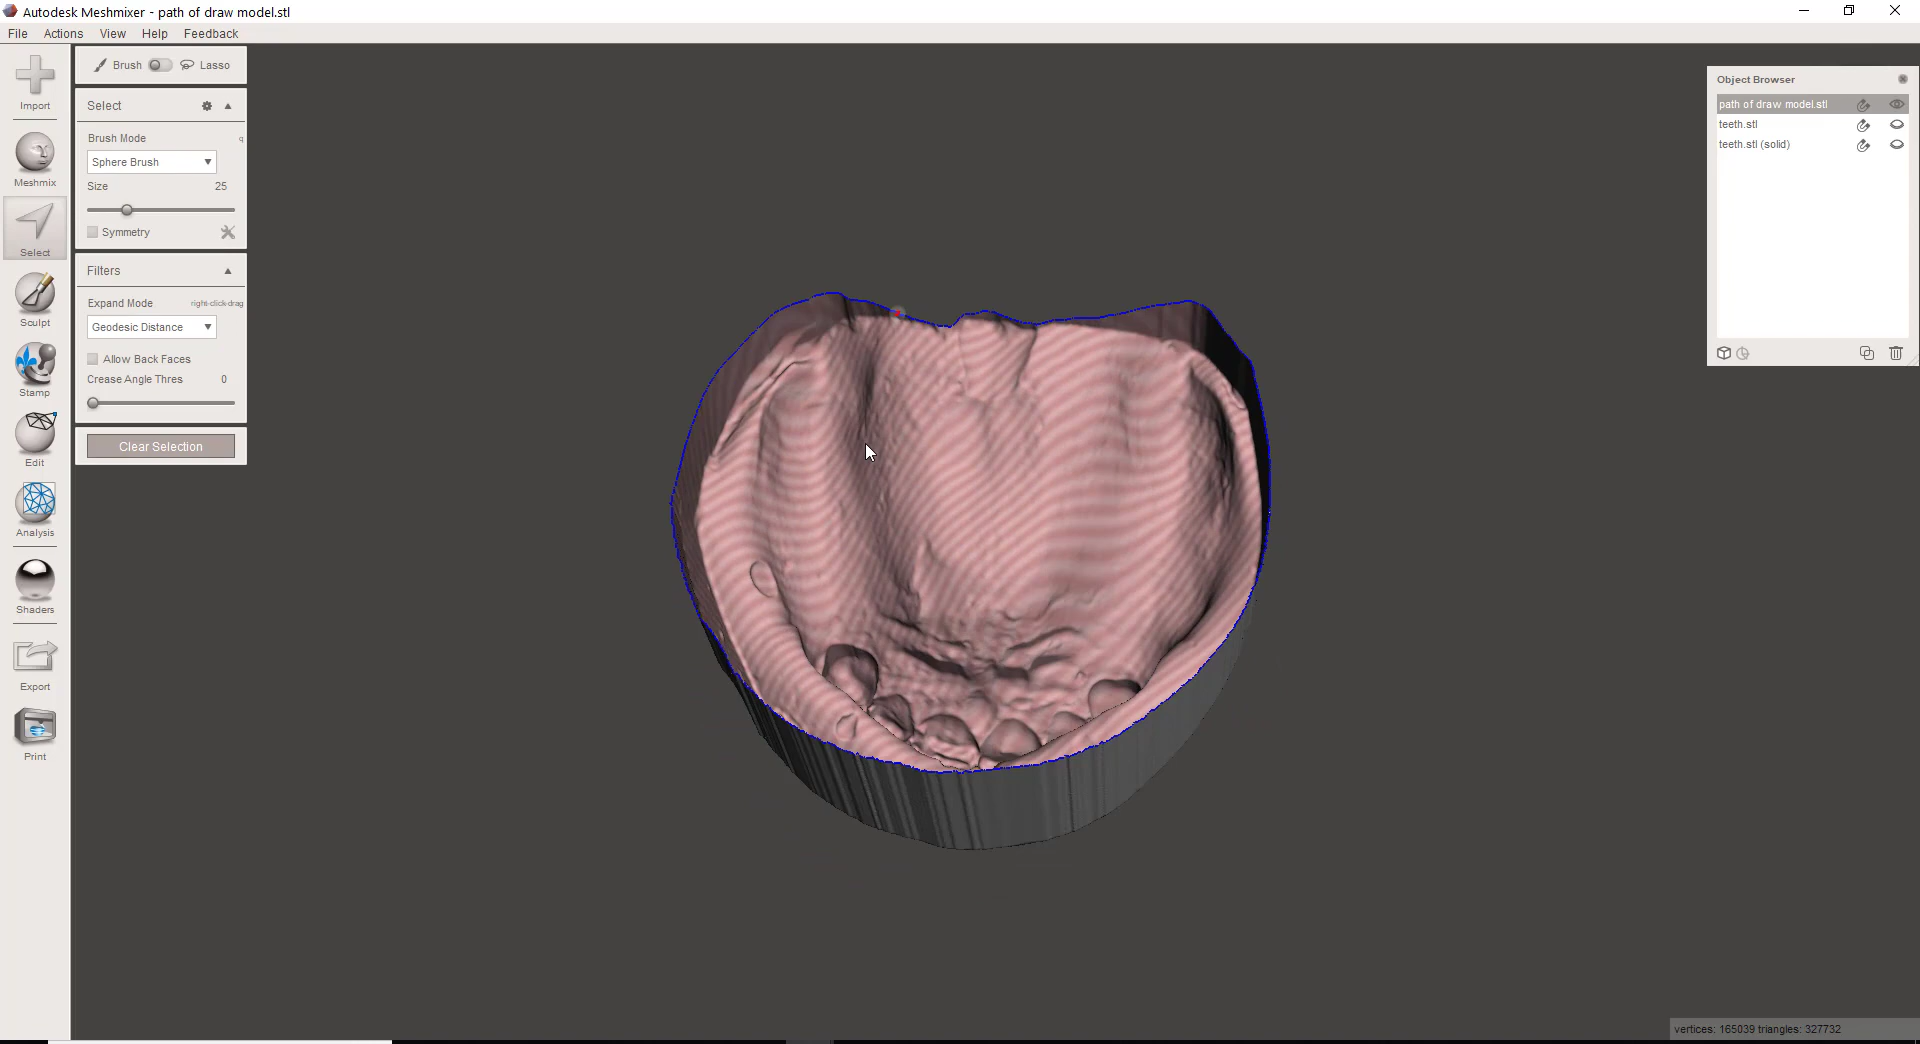 Autodesk Meshmixer - path of draw model.stl
File Actions View Help Feedback
Import
Meshmix
Select
Sculpt
Stamp
Edit
Analysis
Shaders
Export
Print
Brush Lasso
Select
Brush Mode q
Sphere Brush
Size 25
Symmetry
Filters
Expand Mode right-click-drag
Geodesic Distance
Allow Back Faces
Crease Angle Thres 0
Clear Selection
Object Browser
path of draw model.stl
teeth.stl
teeth.stl (solid)
vertices: 165039 triangles: 327732